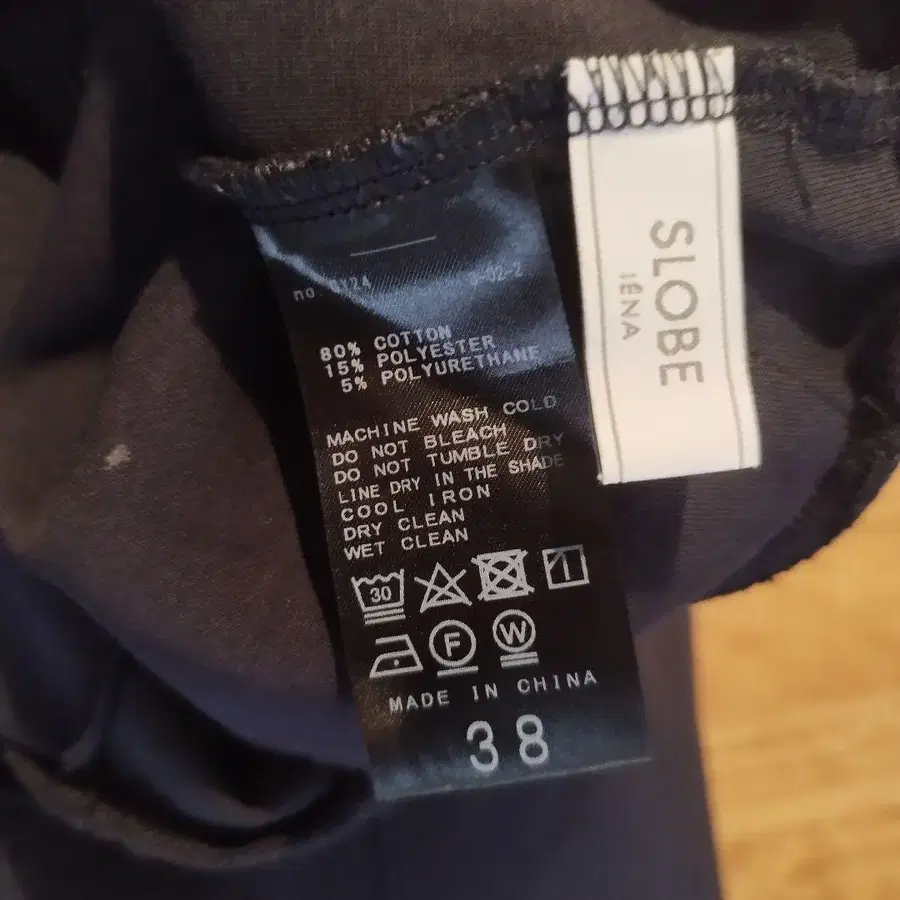 no.
80% COTTON
15% POLYESTER
5% POLYURETHANE
MACHINE WASH COLD
DO NOT BLEACH
DO NOT TUMBLE DRY
LINE DRY IN THE SHADE
COOL IRON
DRY CLEAN
WET CLEAN
30
F W
MADE IN CHINA
38
SLOBE
IÉNA